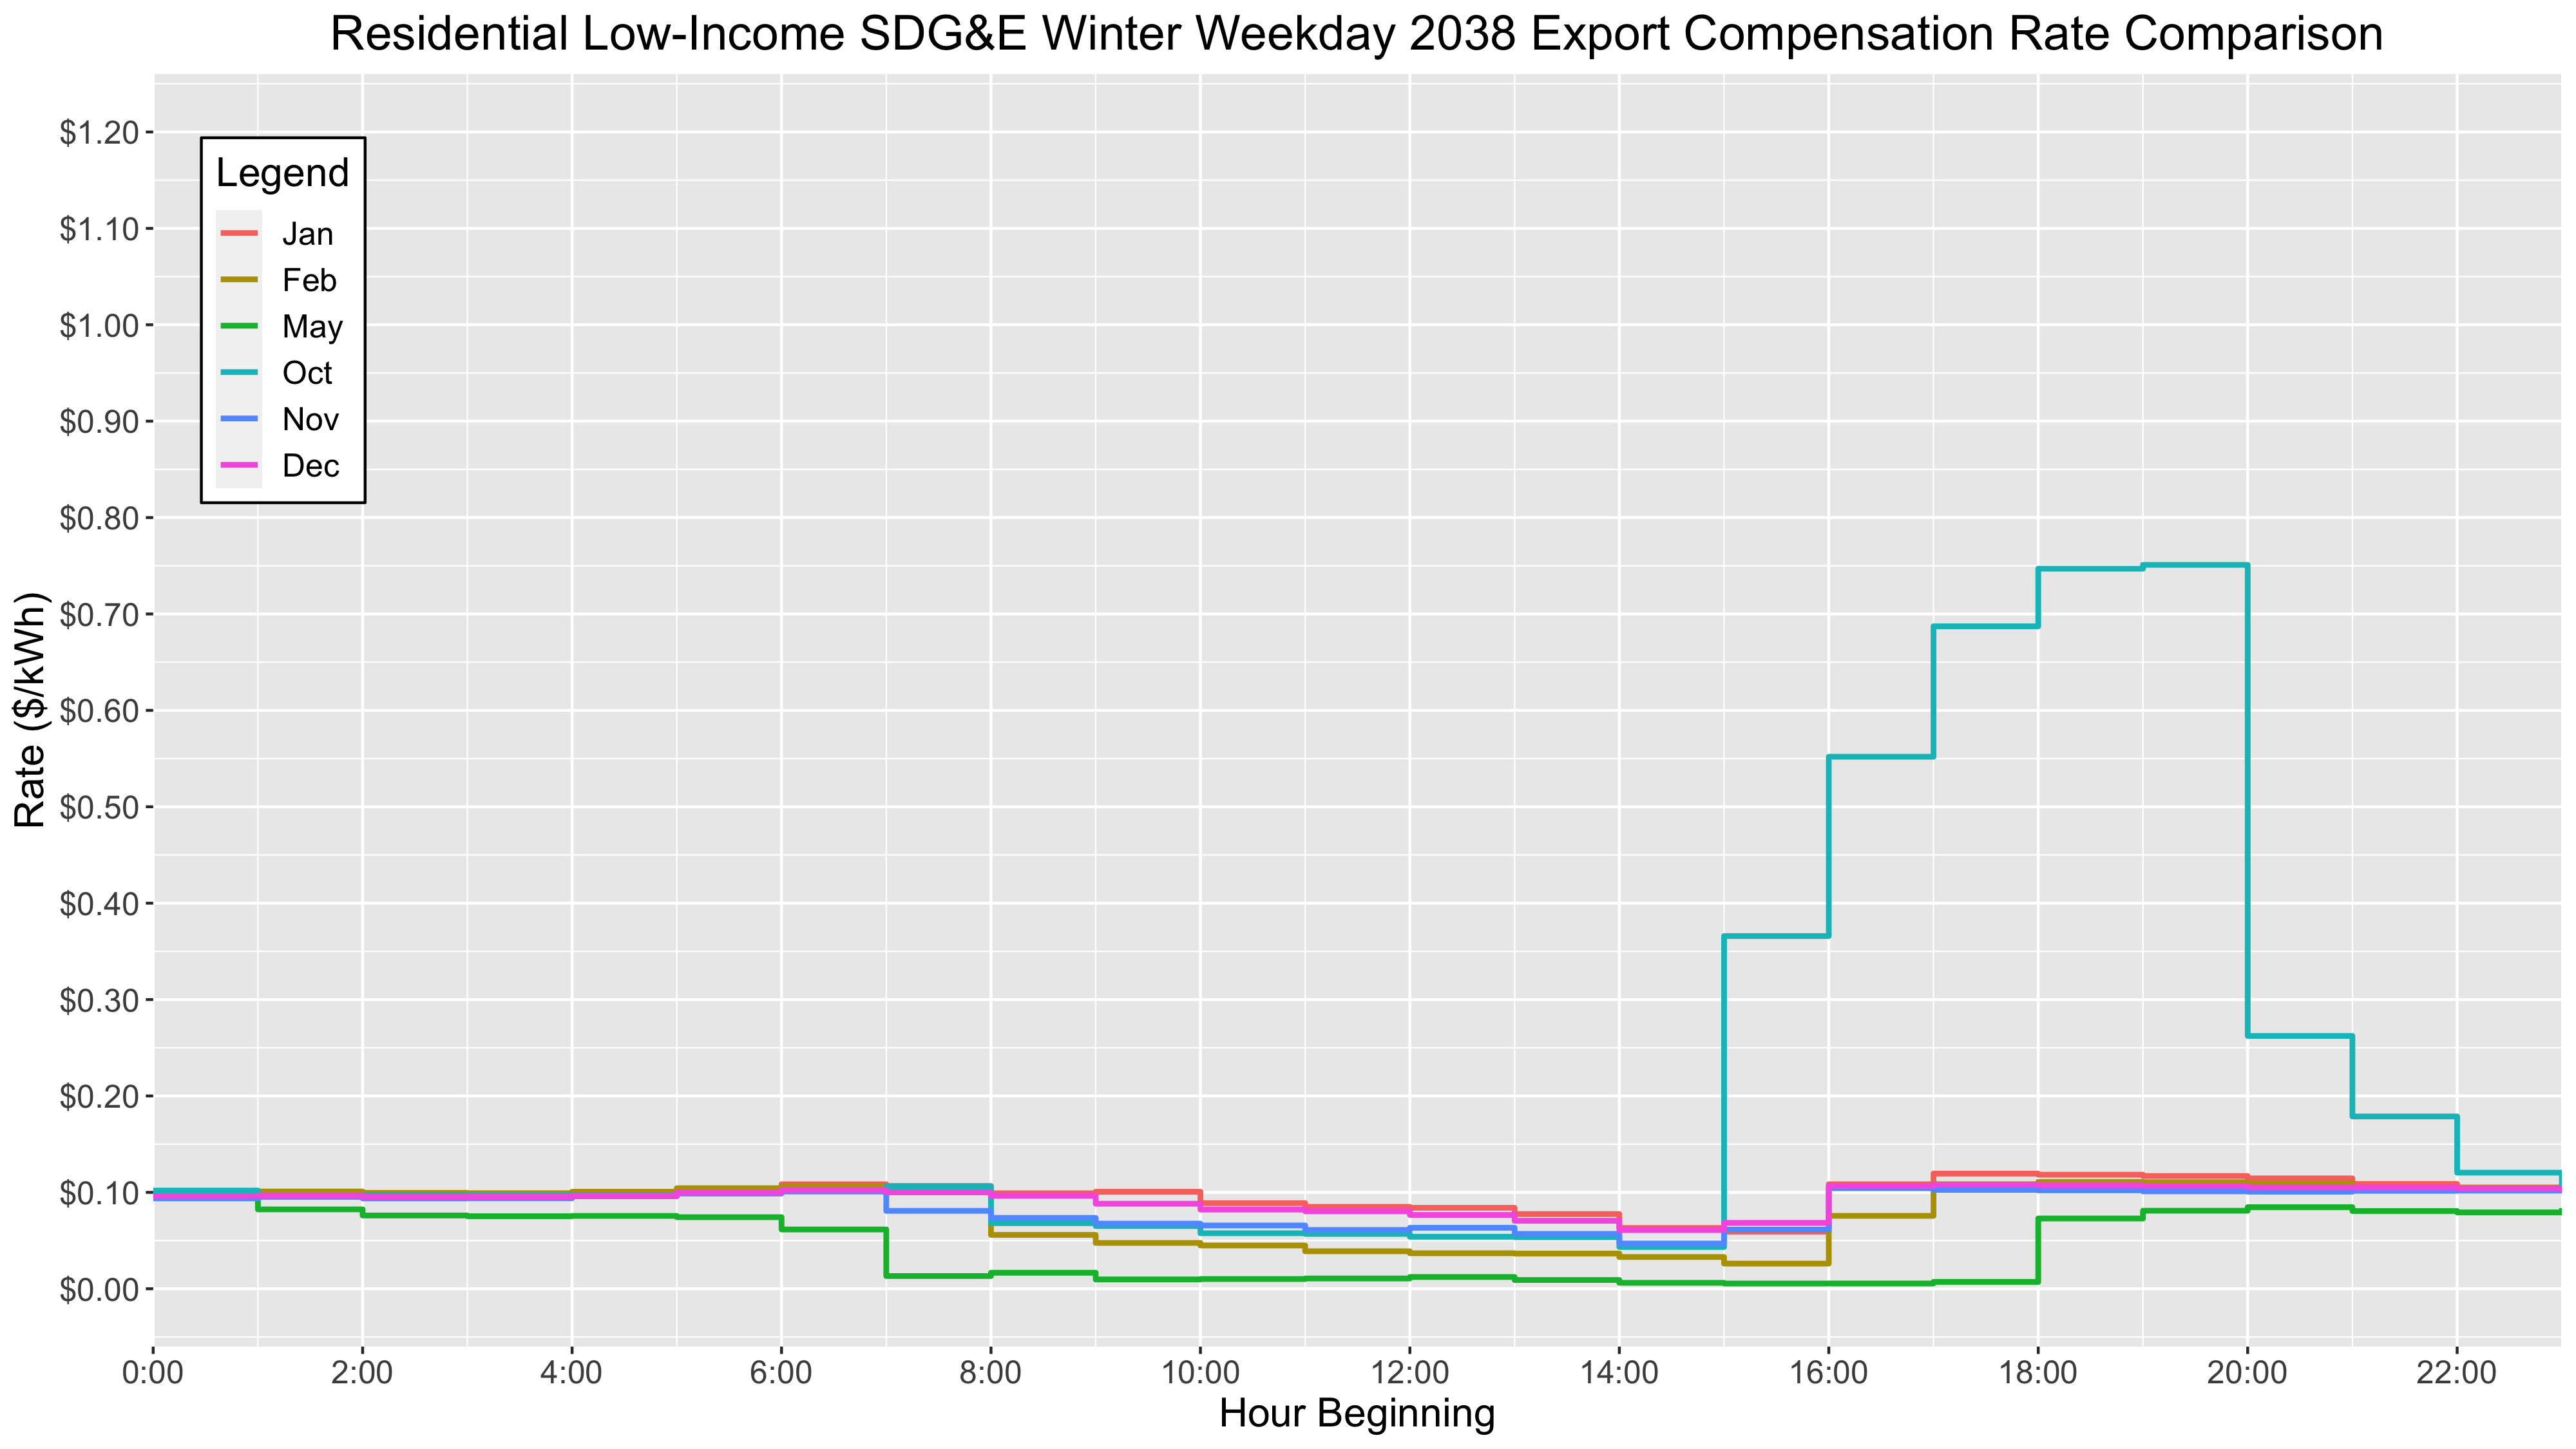 Residential Low-Income SDG&E Winter Weekday 2038 Export Compensation Rate Comparison
Legend
Jan
Feb
May
Oct
Nov
Dec
Rate ($/kWh)
$1.20
$1.10
$1.00
$0.90
$0.80
$0.70
$0.60
$0.50
$0.40
$0.30
$0.20
$0.10
$0.00
0:00 2:00 4:00 6:00 8:00 10:00 12:00 14:00 16:00 18:00 20:00 22:00
Hour Beginning